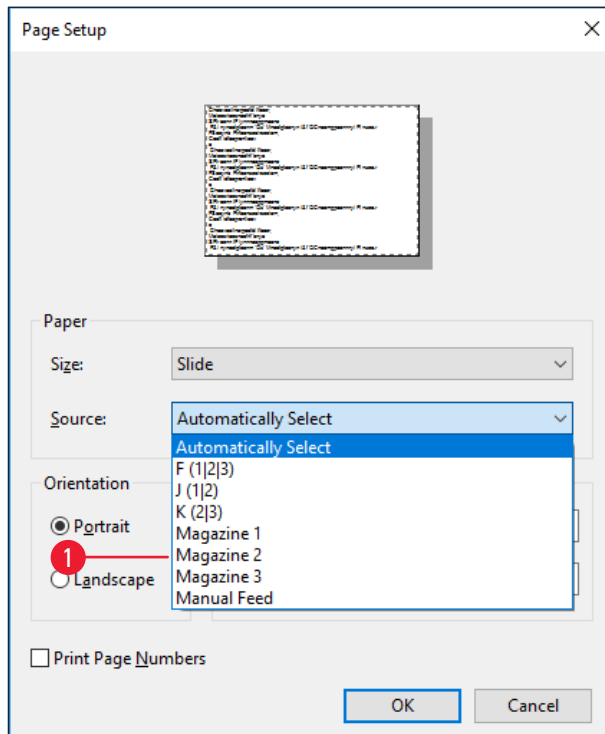 Page Setup
Paper
Size: Slide
Source: Automatically Select
Automatically Select
F (1|2|3)
J (1|2)
K (2|3)
Magazine 1
Magazine 2
Magazine 3
Manual Feed
Orientation
Portrait
1
Landscape
Print Page Numbers
OK Cancel